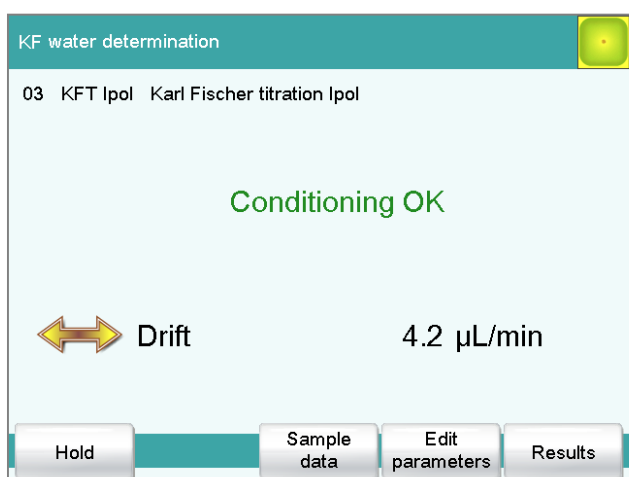 KF water determination
03 KFT Ipol Karl Fischer titration Ipol
Conditioning OK
Drift 4.2 µL/min
Hold
Sample
data
Edit
parameters
Results